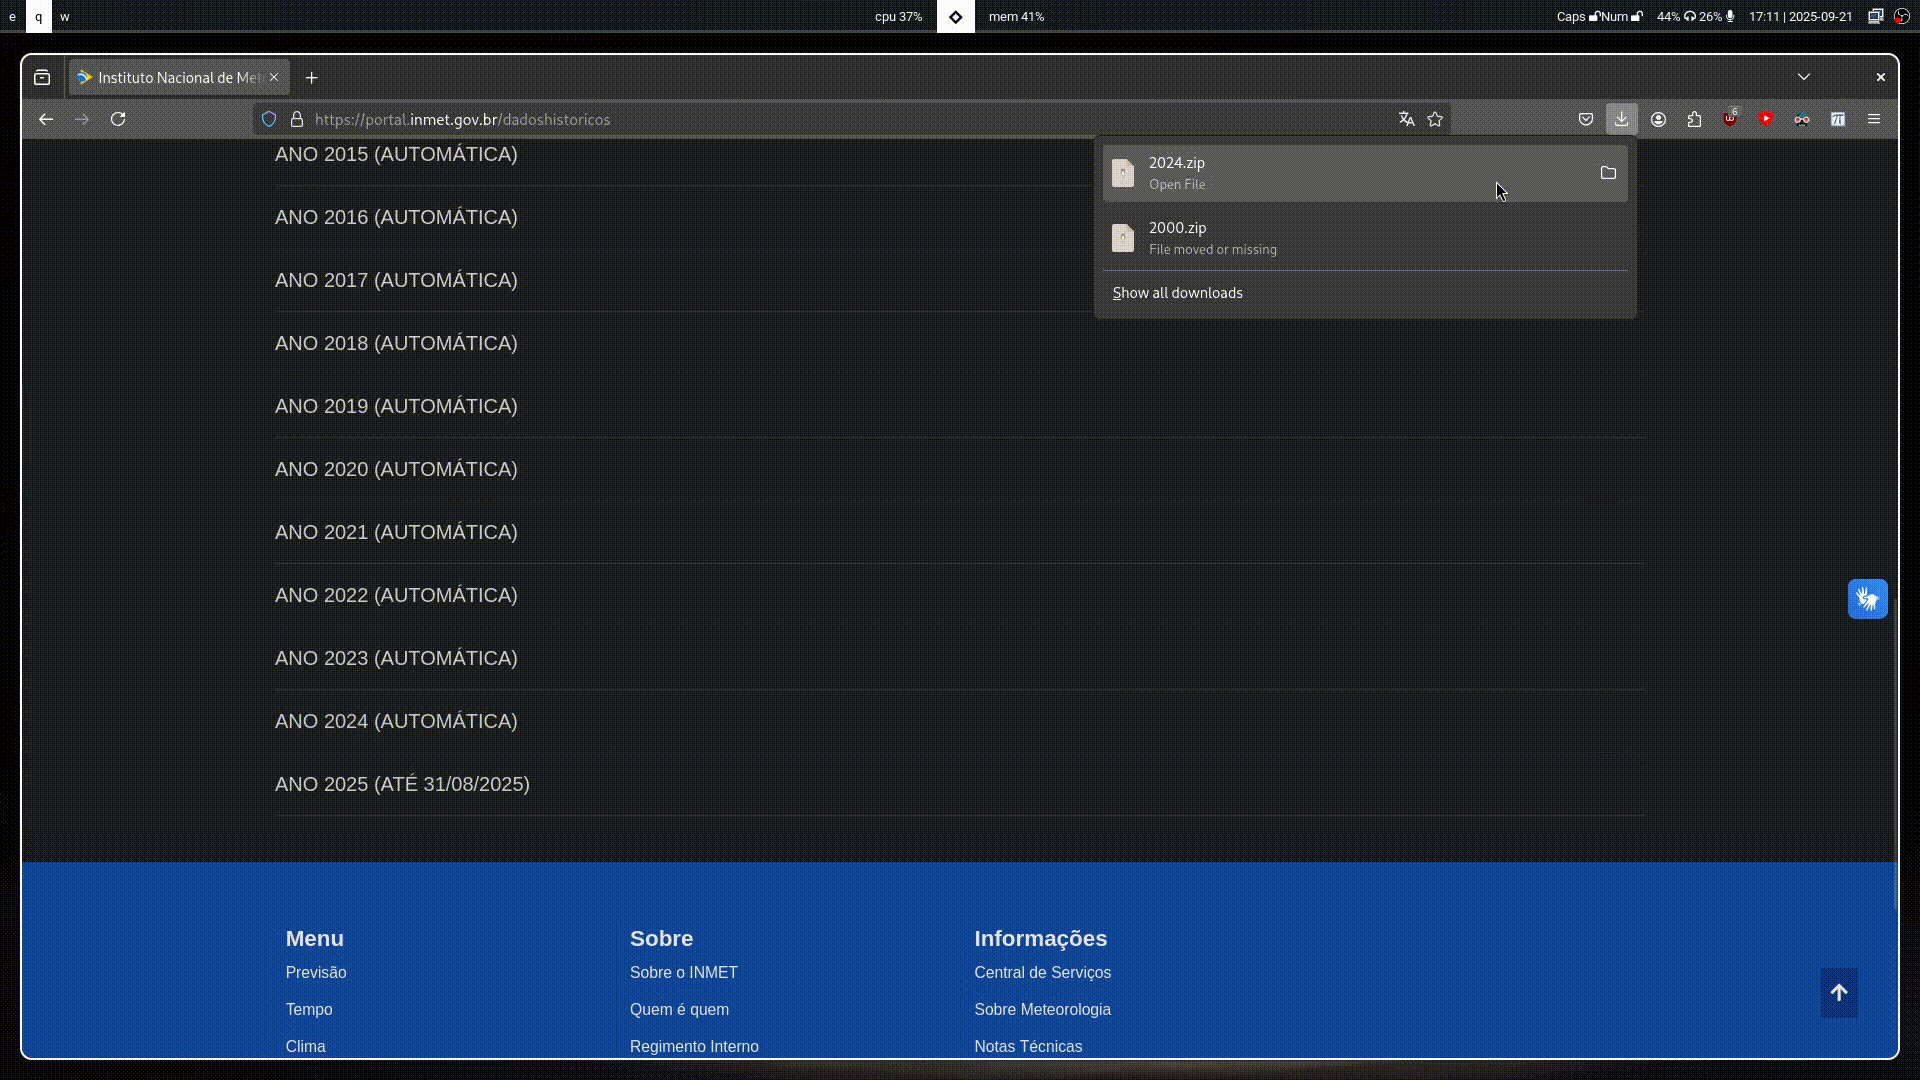 e q w cpu 37% mem 41% Caps Num 44% 26% 17:11 | 2025-09-21
Instituto Nacional de Met
https://portal.inmet.gov.br/dadoshistoricos
6
2024.zip
Open File
2000.zip
File moved or missing
Show all downloads
ANO 2015 (AUTOMÁTICA)
ANO 2016 (AUTOMÁTICA)
ANO 2017 (AUTOMÁTICA)
ANO 2018 (AUTOMÁTICA)
ANO 2019 (AUTOMÁTICA)
ANO 2020 (AUTOMÁTICA)
ANO 2021 (AUTOMÁTICA)
ANO 2022 (AUTOMÁTICA)
ANO 2023 (AUTOMÁTICA)
ANO 2024 (AUTOMÁTICA)
ANO 2025 (ATÉ 31/08/2025)
Menu
Previsão
Tempo
Clima
Sobre
Sobre o INMET
Quem é quem
Regimento Interno
Informações
Central de Serviços
Sobre Meteorologia
Notas Técnicas